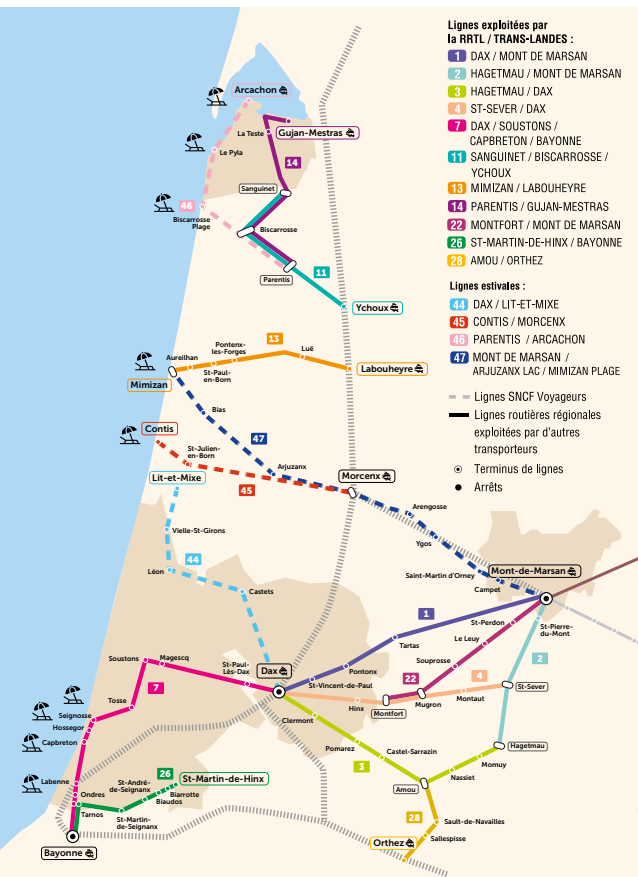 Lignes exploitées par
la RRTL / TRANS-LANDES :
1 DAX / MONT DE MARSAN
2 HAGETMAU / MONT DE MARSAN
3 HAGETMAU / DAX
4 ST-SEVER / DAX
7 DAX / SOUSTONS /
CAPBRETON / BAYONNE
11 SANGUINET / BISCARROSSE /
YCHOUX
13 MIMIZAN / LABOUHEYRE
14 PARENTIS / GUJAN-MESTRAS
22 MONTFORT / MONT DE MARSAN
26 ST-MARTIN-DE-HINX / BAYONNE
28 AMOU / ORTHEZ
Lignes estivales :
44 DAX / LIT-ET-MIXE
45 CONTIS / MORCENX
46 PARENTIS / ARCACHON
47 MONT DE MARSAN /
ARJUZANX LAC / MIMIZAN PLAGE
Lignes SNCF Voyageurs
Lignes routières régionales
exploitées par d'autres
transporteurs
Terminus de lignes
Arrêts
Arcachon
La Teste
Gujan-Mestras
Le Pyla
14
Sanguinet
46
Biscarrosse
Plage
Biscarrosse
Parentis
11
Ychoux
13
Aureilhan
Pontenx-
les-Forges
Luë
St-Paul-
en-Born
Labouheyre
Mimizan
Bias
Contis
47
St-Julien-
en-Born
Arjuzanx
Lit-et-Mixe
45
Morcenx
Arengosse
Vielle-St-Girons
Ygos
44
Léon
Saint-Martin d'Orney
Mont-de-Marsan
Campet
Castets
1
St-Perdon
St-Pierre-
du-Mont
Tartas
Le Leuy
Soustons
Magescq
St-Paul-
Lès-Dax
Dax
Pontonx
Souprosse
2
St-Vincent-de-Paul
22
4
St-Sever
7
Tosse
Hinx
Montfort
Mugron
Montaut
Seignosse
Hossegor
Clermont
Capbreton
Pomarez
Castel-Sarrazin
Hagetmau
3
Momuy
Nassiet
Labenne
St-André-
de-Seignanx
26
St-Martin-de-Hinx
Amou
Ondres
Biarrotte
Biaudos
Tarnos
St-Martin-
de-Seignanx
28
Sault-de-Navailles
Sallespisse
Orthez
Bayonne